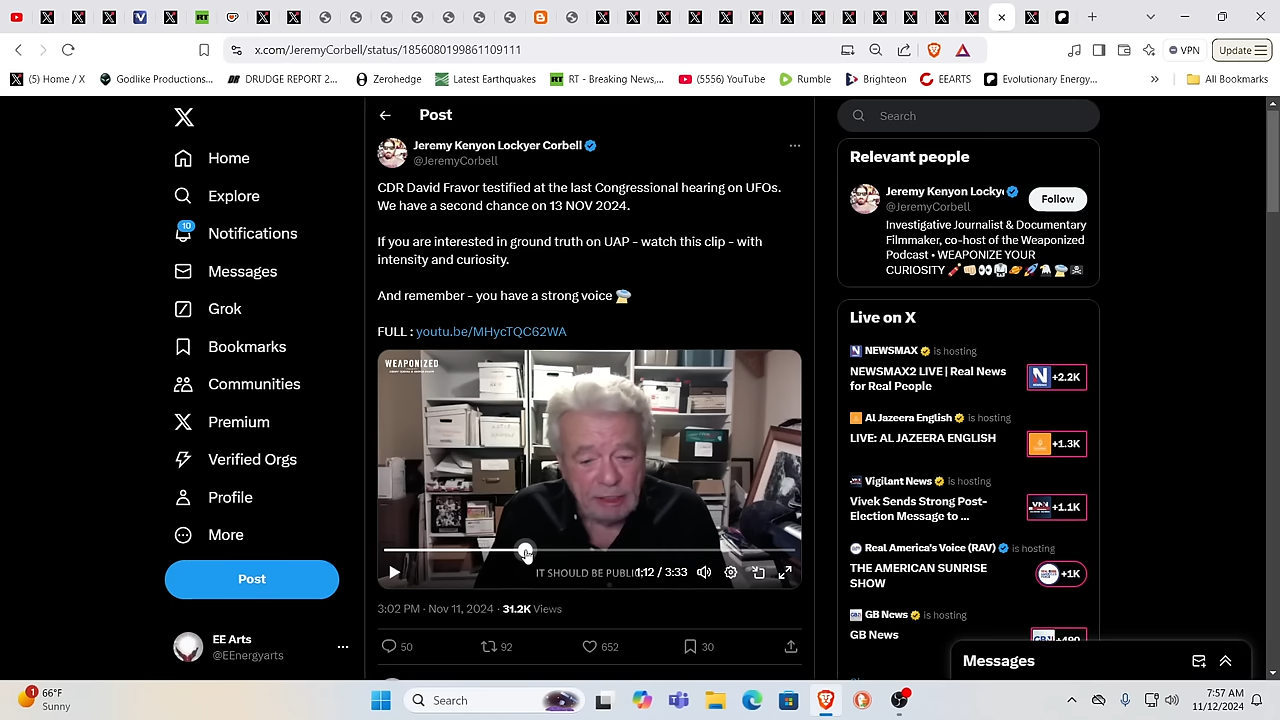 x.com/JeremyCorbell/status/1856080199861109111
VPN
Update
(5) Home / X
Godlike Productions...
DRUDGE REPORT 2...
Zerohedge
Latest Earthquakes
RT - Breaking News,...
(5556) YouTube
Rumble
Brighteon
EEARTS
Evolutionary Energy...
»
All Bookmarks
Home
Explore
10
Notifications
Messages
Grok
Bookmarks
Communities
Premium
Verified Orgs
Profile
More
Post
EE Arts
@EEnergyarts
Post
Jeremy Kenyon Lockyer Corbell
@JeremyCorbell
CDR David Fravor testified at the last Congressional hearing on UFOs.
We have a second chance on 13 NOV 2024.
If you are interested in ground truth on UAP - watch this clip - with
intensity and curiosity.
And remember - you have a strong voice
FULL : youtu.be/MHycTQC62WA
WEAPONIZED
IT SHOULD BE PUBLIC
1:12 / 3:33
3:02 PM · Nov 11, 2024 · 31.2K Views
50
92
652
30
Search
Relevant people
Jeremy Kenyon Locky
@JeremyCorbell
Follow
Investigative Journalist & Documentary
Filmmaker, co-host of the Weaponized
Podcast • WEAPONIZE YOUR
CURIOSITY
Live on X
NEWSMAX is hosting
NEWSMAX2 LIVE | Real News
for Real People
+2.2K
Al Jazeera English is hosting
LIVE: AL JAZEERA ENGLISH
+1.3K
Vigilant News is hosting
Vivek Sends Strong Post-
Election Message to ...
+1.1K
Real America's Voice (RAV) is hosting
THE AMERICAN SUNRISE
SHOW
+1K
GB News is hosting
GB News
+490
Messages
1
66°F
Sunny
Search
7:57 AM
11/12/2024